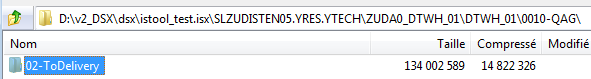 D:\v2_DSX\dsx\istool_test.isx\SLZUDISTEN05.YRES.YTECH\ZUDA0_DTWH_01\DTWH_01\0010-QAG\
Nom Taille Compressé Modifié
02-ToDelivery 134 002 589 14 822 326